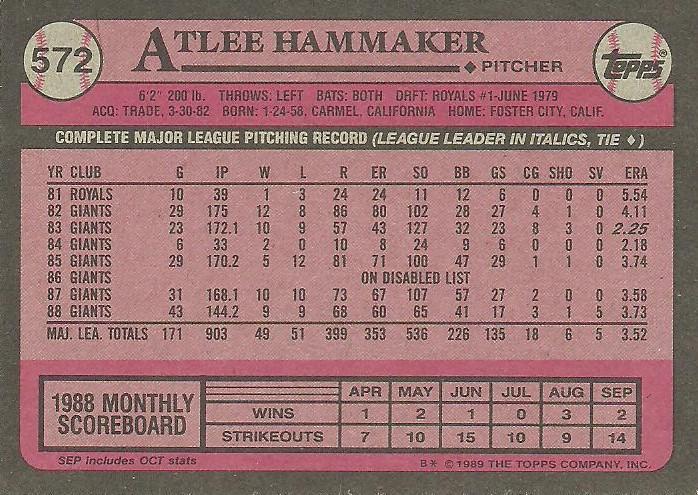 572
ATLEE HAMMAKER
♦ PITCHER
TOPPS®
6'2" 200 lb. THROWS: LEFT BATS: BOTH DRFT: ROYALS #1-JUNE 1979
ACQ: TRADE, 3-30-82 BORN: 1-24-58, CARMEL, CALIFORNIA HOME: FOSTER CITY, CALIF.
COMPLETE MAJOR LEAGUE PITCHING RECORD (LEAGUE LEADER IN ITALICS, TIE ♦)
YR CLUB G IP W L R ER SO BB GS CG SHO SV ERA
81 ROYALS 10 39 1 3 24 24 11 12 6 0 0 0 5.54
82 GIANTS 29 175 12 8 86 80 102 28 27 4 1 0 4.11
83 GIANTS 23 172.1 10 9 57 43 127 32 23 8 3 0 2.25
84 GIANTS 6 33 2 0 10 8 24 9 6 0 0 0 2.18
85 GIANTS 29 170.2 5 12 81 71 100 47 29 1 1 0 3.74
86 GIANTS ON DISABLED LIST
87 GIANTS 31 168.1 10 10 73 67 107 57 27 2 0 0 3.58
88 GIANTS 43 144.2 9 9 68 60 65 41 17 3 1 5 3.73
MAJ. LEA. TOTALS 171 903 49 51 399 353 536 226 135 18 6 5 3.52
1988 MONTHLY SCOREBOARD
APR MAY JUN JUL AUG SEP
WINS 1 2 1 0 3 2
STRIKEOUTS 7 10 15 10 9 14
SEP includes OCT stats
B* © 1989 THE TOPPS COMPANY, INC.